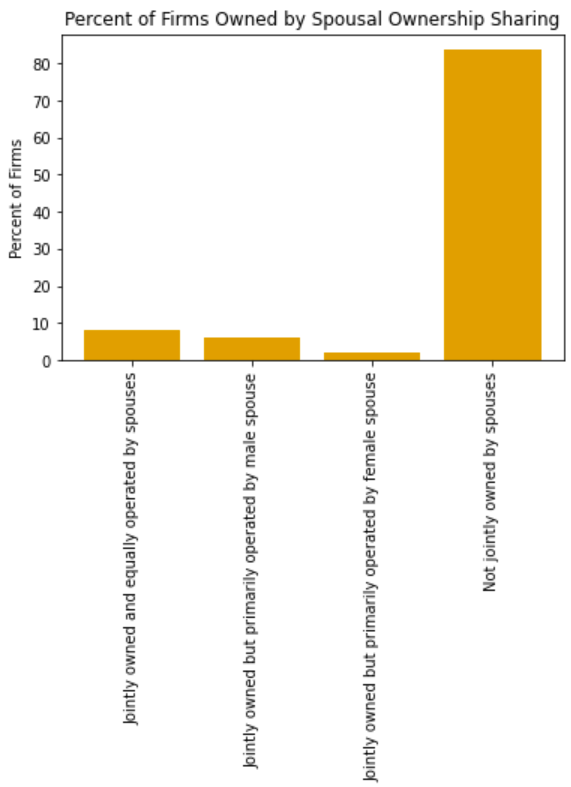 Percent of Firms Owned by Spousal Ownership Sharing
Percent of Firms
80
70
60
50
40
30
20
10
0
Jointly owned and equally operated by spouses
Jointly owned but primarily operated by male spouse
Jointly owned but primarily operated by female spouse
Not jointly owned by spouses